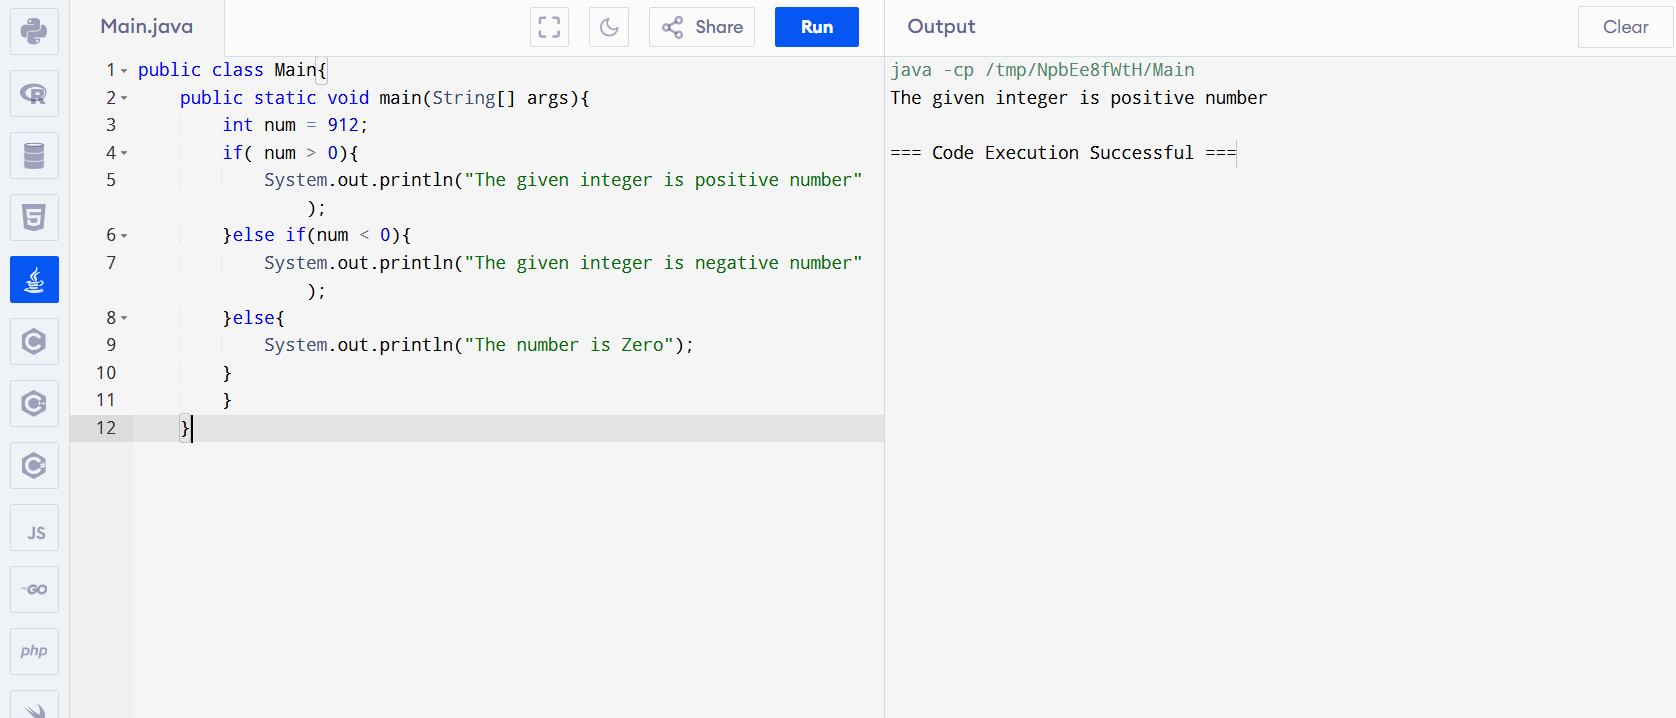 Main.java
Share
Run
Output
Clear
1 public class Main{
2     public static void main(String[] args){
3         int num = 912;
4         if( num > 0){
5             System.out.println("The given integer is positive number"
                );
6         }else if(num < 0){
7             System.out.println("The given integer is negative number"
                );
8         }else{
9             System.out.println("The number is Zero");
10         }
11         }
12     }
java -cp /tmp/NpbEe8fWtH/Main
The given integer is positive number
=== Code Execution Successful ===
R
5
C
C
C
JS
GO
php